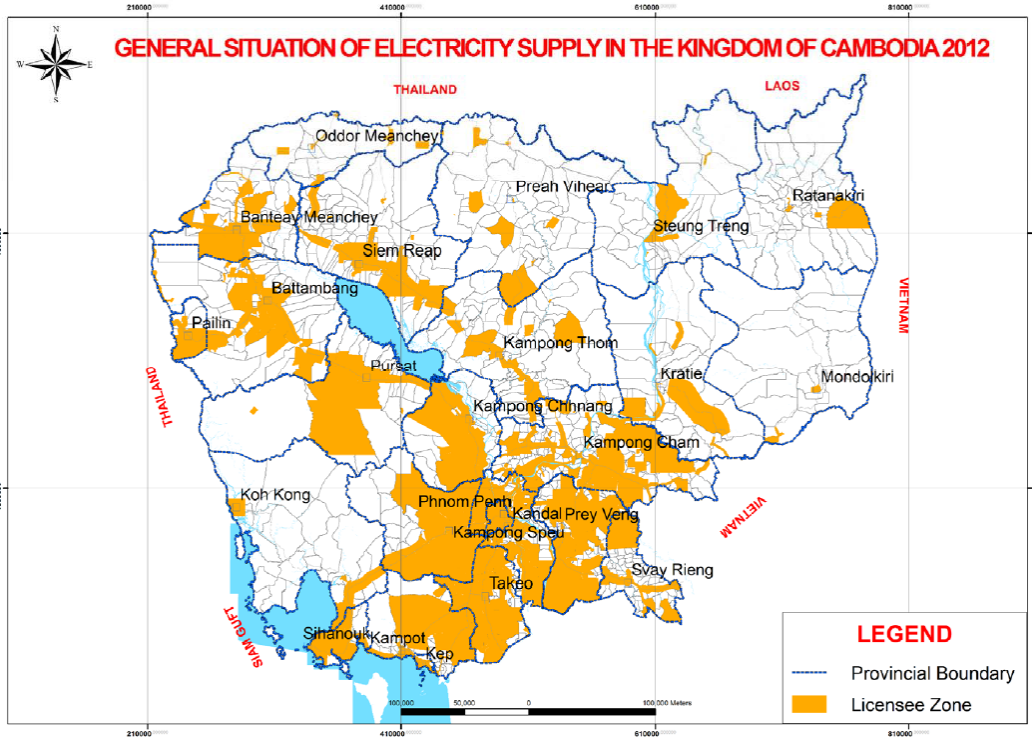 210000 410000 610000 810000
N
W E
S
GENERAL SITUATION OF ELECTRICITY SUPPLY IN THE KINGDOM OF CAMBODIA 2012
THAILAND
LAOS
Oddor Meanchey
Preah Vihear
Ratanakiri
Banteay Meanchey
Steung Treng
Siem Reap
Battambang
VIETNAM
Pailin
Kampong Thom
Pursat
Kratie
Mondolkiri
THAILAND
Kampong Chhnang
Kampong Cham
Koh Kong
Phnom Penh
Kandal
Prey Veng
VIETNAM
Kampong Speu
Svay Rieng
Takeo
SIAM GUFT
Sihanouk
Kampot
Kep
LEGEND
Provincial Boundary
Licensee Zone
100,000 50,000 0 100,000 Meters
210000 410000 610000 810000